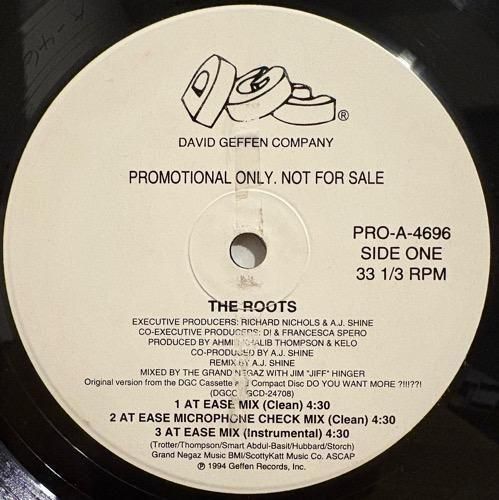 DGC®
DAVID GEFFEN COMPANY
PROMOTIONAL ONLY. NOT FOR SALE
PRO-A-4696
SIDE ONE
33 1/3 RPM
THE ROOTS
EXECUTIVE PRODUCERS: RICHARD NICHOLS & A.J. SHINE
CO-EXECUTIVE PRODUCERS: DI & FRANCESCA SPERO
PRODUCED BY AHMIR KHALIB THOMPSON & KELO
CO-PRODUCED BY A.J. SHINE
REMIX BY A.J. SHINE
MIXED BY THE GRAND NEGAZ WITH JIM "JIFF" HINGER
Original version from the DGC Cassette and Compact Disc DO YOU WANT MORE ?!!!??!
(DGCC/DGCD-24708)
1 AT EASE MIX (Clean) 4:30
2 AT EASE MICROPHONE CHECK MIX (Clean) 4:30
3 AT EASE MIX (Instrumental) 4:30
(Trotter/Thompson/Smart Abdul-Basit/Hubbard/Storch)
Grand Negaz Music BMI/ScottyKatt Music Co. ASCAP
℗ 1994 Geffen Records, Inc.